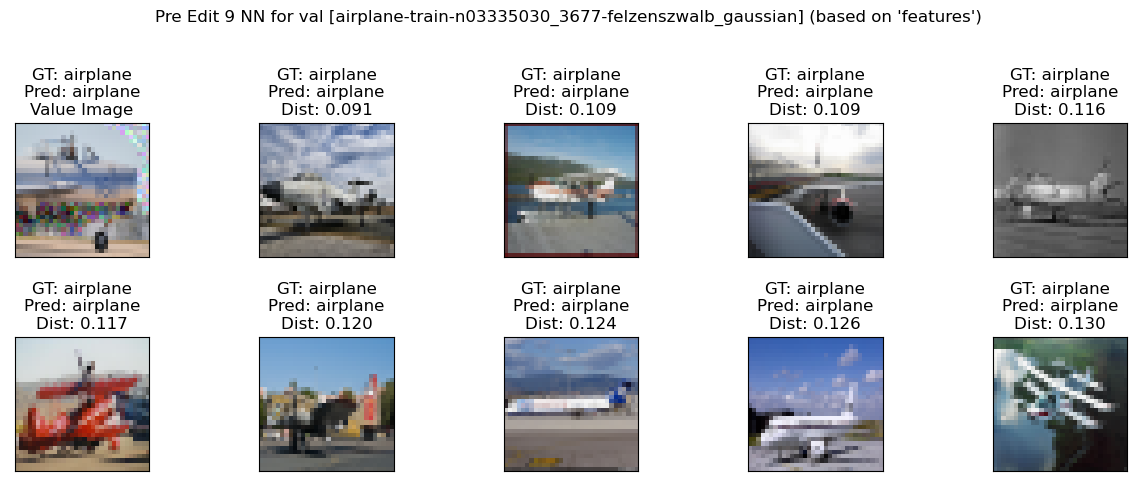 Pre Edit 9 NN for val [airplane-train-n03335030_3677-felzenszwalb_gaussian] (based on 'features')
GT: airplane
Pred: airplane
Value Image
GT: airplane
Pred: airplane
Dist: 0.091
GT: airplane
Pred: airplane
Dist: 0.109
GT: airplane
Pred: airplane
Dist: 0.109
GT: airplane
Pred: airplane
Dist: 0.116
GT: airplane
Pred: airplane
Dist: 0.117
GT: airplane
Pred: airplane
Dist: 0.120
GT: airplane
Pred: airplane
Dist: 0.124
GT: airplane
Pred: airplane
Dist: 0.126
GT: airplane
Pred: airplane
Dist: 0.130